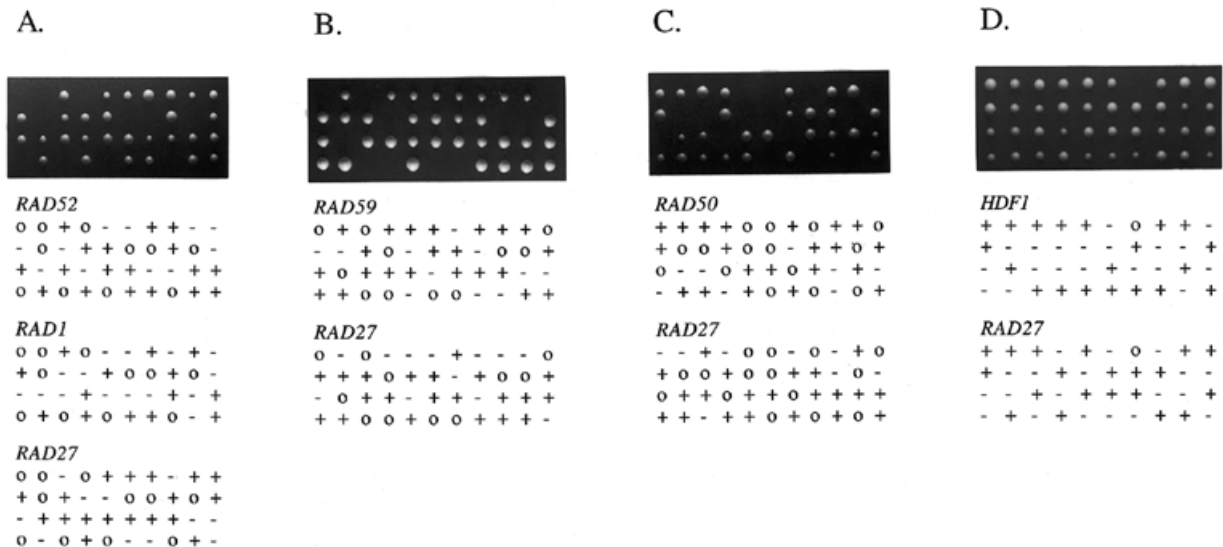 A.
B.
C.
D.
RAD52
o o + o - - + + - -
- o - + + o o + o -
+ - + - + + - - + +
o + o + o + + o + +
RAD1
o o + o - - + - + -
+ o - - + o o + o -
- - - + - - - + - +
o + o + o + + o - +
RAD27
o o - o + + + - + +
+ o + - - o o + o +
- + + + + + + + - -
o - o + o - - o + -
RAD59
o + o + + + - + + + o
- - + o - + + - o o +
+ o + + + - + + + - -
+ + o o - o o - - + +
RAD27
o - o - - - + - - - o
+ + + o + + - + o o +
- o + + - + + - + + +
+ + o o o o o + + + -
RAD50
+ + + + o o + o + + o
+ o o + o o - + + o +
o - - o + + o + - + -
- + + - + o + o - o +
RAD27
- - + - o o - o - + o
+ o o + o o + + - o -
o + + o + + o + + + +
+ + - + + o + o + o +
HDF1
+ + + + + - o + + -
+ - - - - - + - - +
- + - - - + - - + -
- - + + + + + + - +
RAD27
+ + + - + - o - + +
+ - - + - + + + - -
- - + - + + + - - +
- + - + - - - + + -